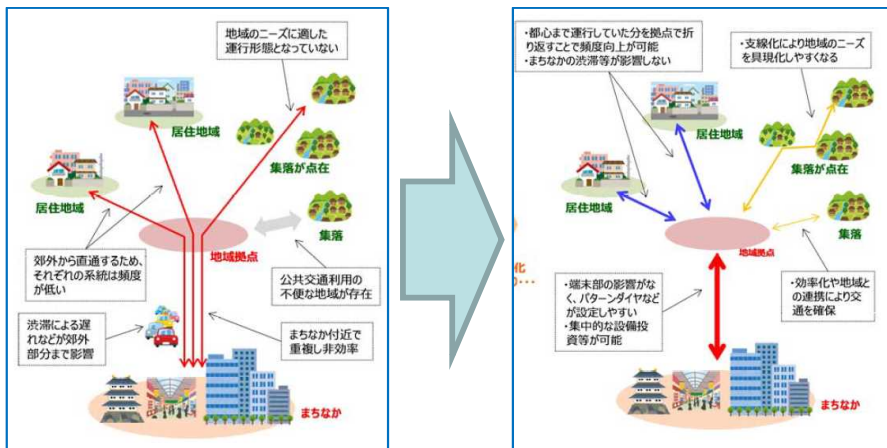 地域のニーズに適した
運行形態となっていない
居住地域
集落が点在
居住地域
集落
地域拠点
郊外から直通するため、
それぞれの系統は頻度
が低い
公共交通利用の
不便な地域が存在
渋滞による遅
れなどが郊外
部分まで影響
まちなか付近で
重複し非効率
まちなか
・都心まで運行していた分を拠点で折
り返すことで頻度向上が可能
・まちなかの渋滞等が影響しない
・支線化により地域のニーズ
を具現化しやすくなる
居住地域
集落が点在
居住地域
集落
地域拠点
化
・端末部の影響がな
く、パターンダイヤなど
が設定しやすい
・集中的な設備投
資等が可能
・効率化や地域と
の連携により交
通を確保
まちなか